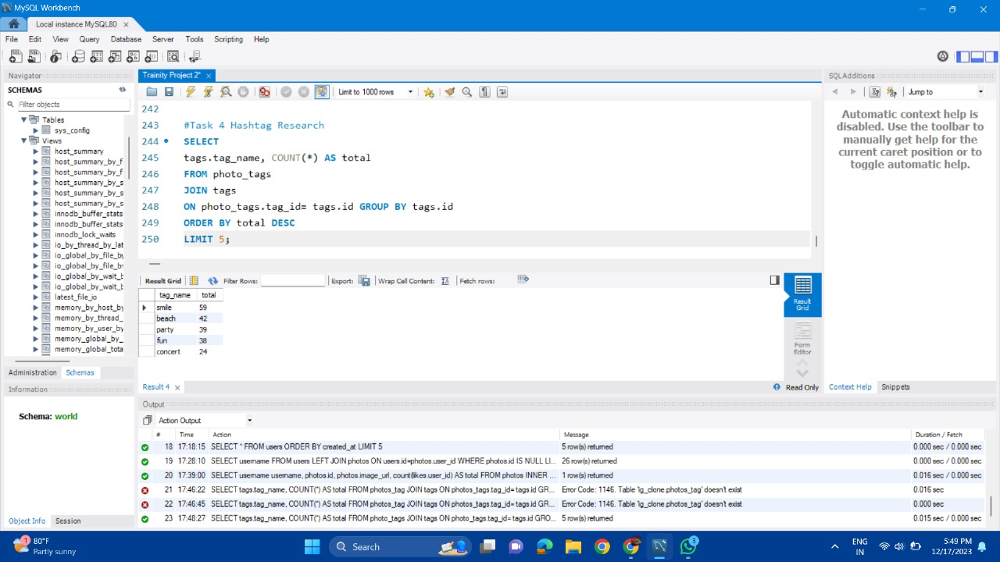 MySQL Workbench
Local instance MySQL80
File Edit View Query Database Server Tools Scripting Help
Navigator
SCHEMAS
Filter objects
Tables
sys_config
Views
host_summary
host_summary_by_f
host_summary_by_f
host_summary_by_s
host_summary_by_s
host_summary_by_s
innodb_buffer_stats
innodb_buffer_stats
innodb_lock_waits
io_by_thread_by_lat
io_global_by_file_by
io_global_by_file_by
io_global_by_wait_b
io_global_by_wait_b
latest_file_io
memory_by_host_by
memory_by_thread_
memory_by_user_by
memory_global_by_
memory_global_tota
Administration Schemas
Information
Schema: world
Object Info Session
Trainity Project 2*
Limit to 1000 rows
242
243 #Task 4 Hashtag Research
244 SELECT
245 tags.tag_name, COUNT(*) AS total
246 FROM photo_tags
247 JOIN tags
248 ON photo_tags.tag_id= tags.id GROUP BY tags.id
249 ORDER BY total DESC
250 LIMIT 5;
Result Grid Filter Rows: Export: Wrap Cell Content: Fetch rows:
tag_name total
smile 59
beach 42
party 39
fun 38
concert 24
Result Grid
Form Editor
Result 4
Read Only
SQLAdditions
Jump to
Automatic context help is
disabled. Use the toolbar to
manually get help for the
current caret position or to
toggle automatic help.
Context Help Snippets
Output
Action Output
# Time Action Message Duration / Fetch
18 17:18:15 SELECT * FROM users ORDER BY created_at LIMIT 5 5 row(s) returned 0.000 sec / 0.000 sec
19 17:28:10 SELECT username FROM users LEFT JOIN photos ON users.id=photos.user_id WHERE photos.id IS NULL LI... 26 row(s) returned 0.000 sec / 0.000 sec
20 17:39:00 SELECT username username, photos.id, photos.image_url, count(likes.user_id) AS total FROM photos INNER ... 1 row(s) returned 0.016 sec / 0.000 sec
21 17:46:22 SELECT tags.tag_name, COUNT(*) AS total FROM photos_tag JOIN tags ON photos_tags.tag_id= tags.id GR... Error Code: 1146. Table 'ig_clone.photos_tag' doesn't exist 0.016 sec
22 17:46:45 SELECT tags.tag_name, COUNT(*) AS total FROM photos_tag JOIN tags ON photos_tags.tag_id= tags.id GR... Error Code: 1146. Table 'ig_clone.photos_tag' doesn't exist 0.000 sec
23 17:48:27 SELECT tags.tag_name, COUNT(*) AS total FROM photo_tags JOIN tags ON photo_tags.tag_id= tags.id GRO... 5 row(s) returned 0.015 sec / 0.000 sec
1
80°F
Partly sunny
Search
3
ENG
IN
5:49 PM
12/17/2023